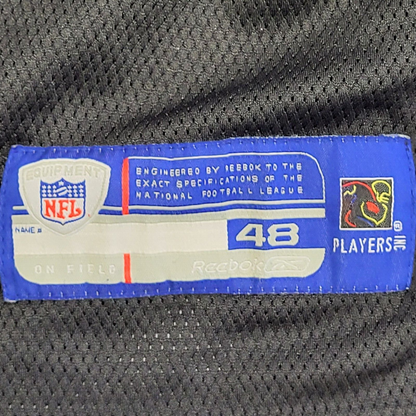 EQUIPMENT
NFL
ENGINEERED BY REEBOK TO THE
EXACT SPECIFICATIONS OF THE
NATIONAL FOOTBALL LEAGUE
NAME #
48
ON FIELD
Reebok
PLAYERS INC
®